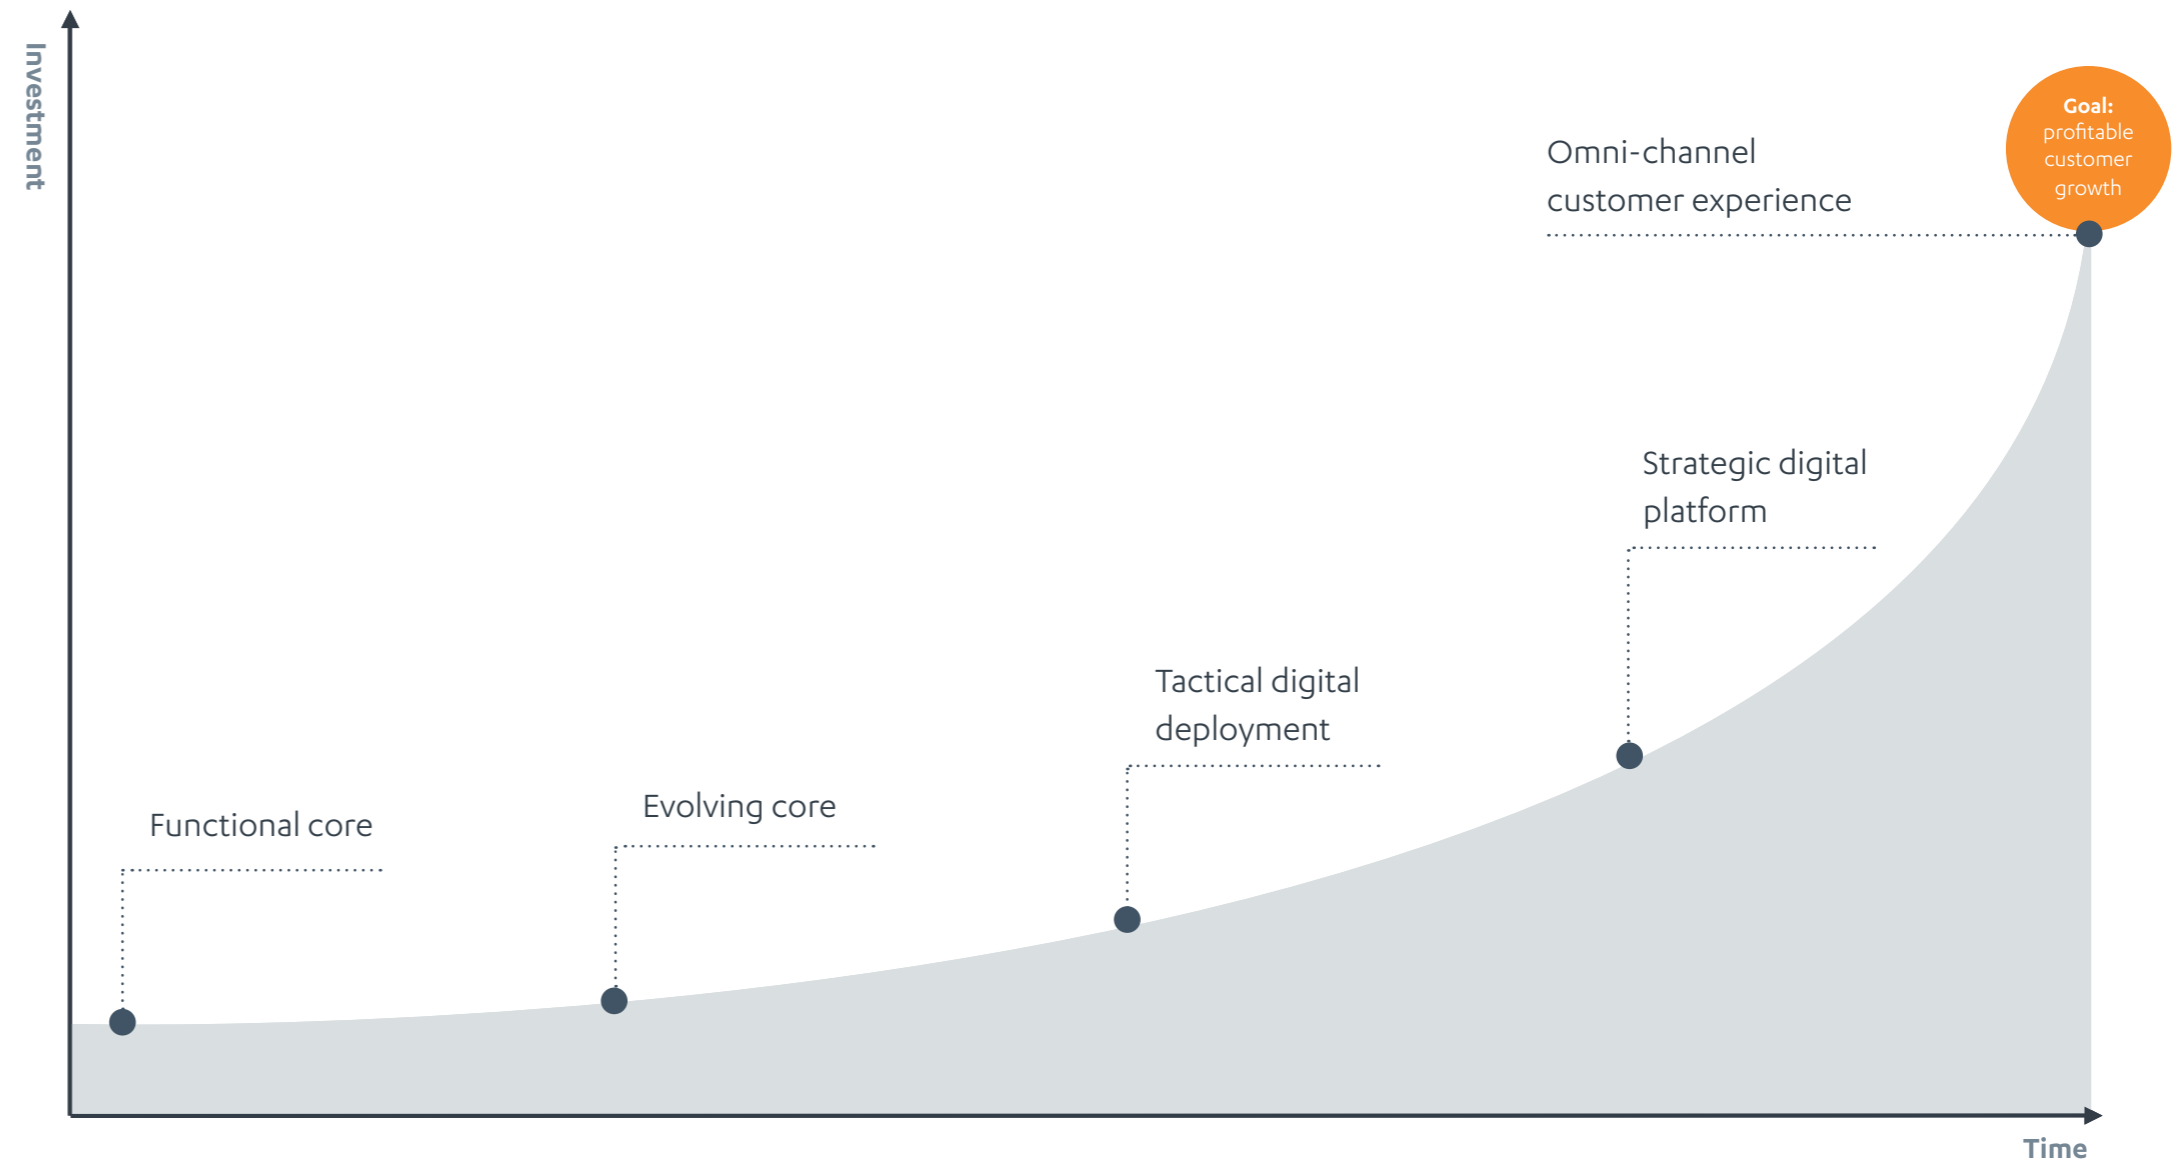 Investment
Goal:
profitable
customer
growth
Omni-channel
customer experience
Strategic digital
platform
Tactical digital
deployment
Evolving core
Functional core
Time